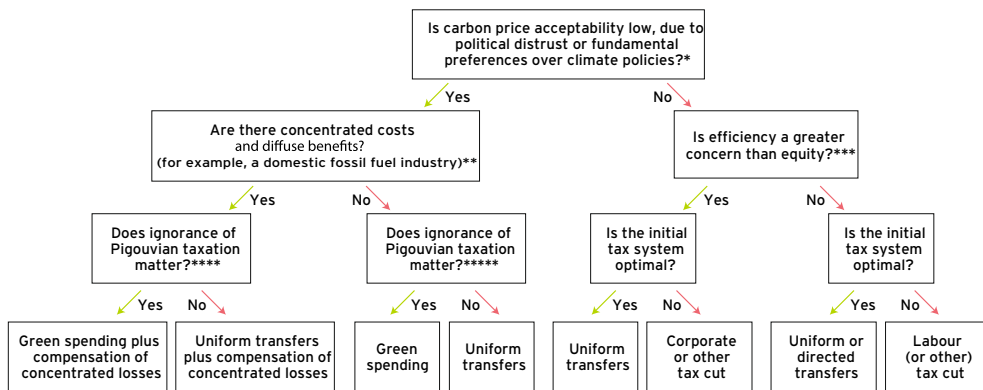 Is carbon price acceptability low, due to
political distrust or fundamental
preferences over climate policies?*
Yes
No
Are there concentrated costs
and diffuse benefits?
(for example, a domestic fossil fuel industry)**
Is efficiency a greater
concern than equity?***
Yes
No
Yes
No
Does ignorance of
Pigouvian taxation
matter?****
Does ignorance of
Pigouvian taxation
matter?*****
Is the initial
tax system
optimal?
Is the initial
tax system
optimal?
Yes
No
Yes
No
Yes
No
Yes
No
Green spending plus
compensation of
concentrated losses
Uniform transfers
plus compensation of
concentrated losses
Green
spending
Uniform
transfers
Uniform
transfers
Corporate
or other
tax cut
Uniform or
directed
transfers
Labour
(or other)
tax cut